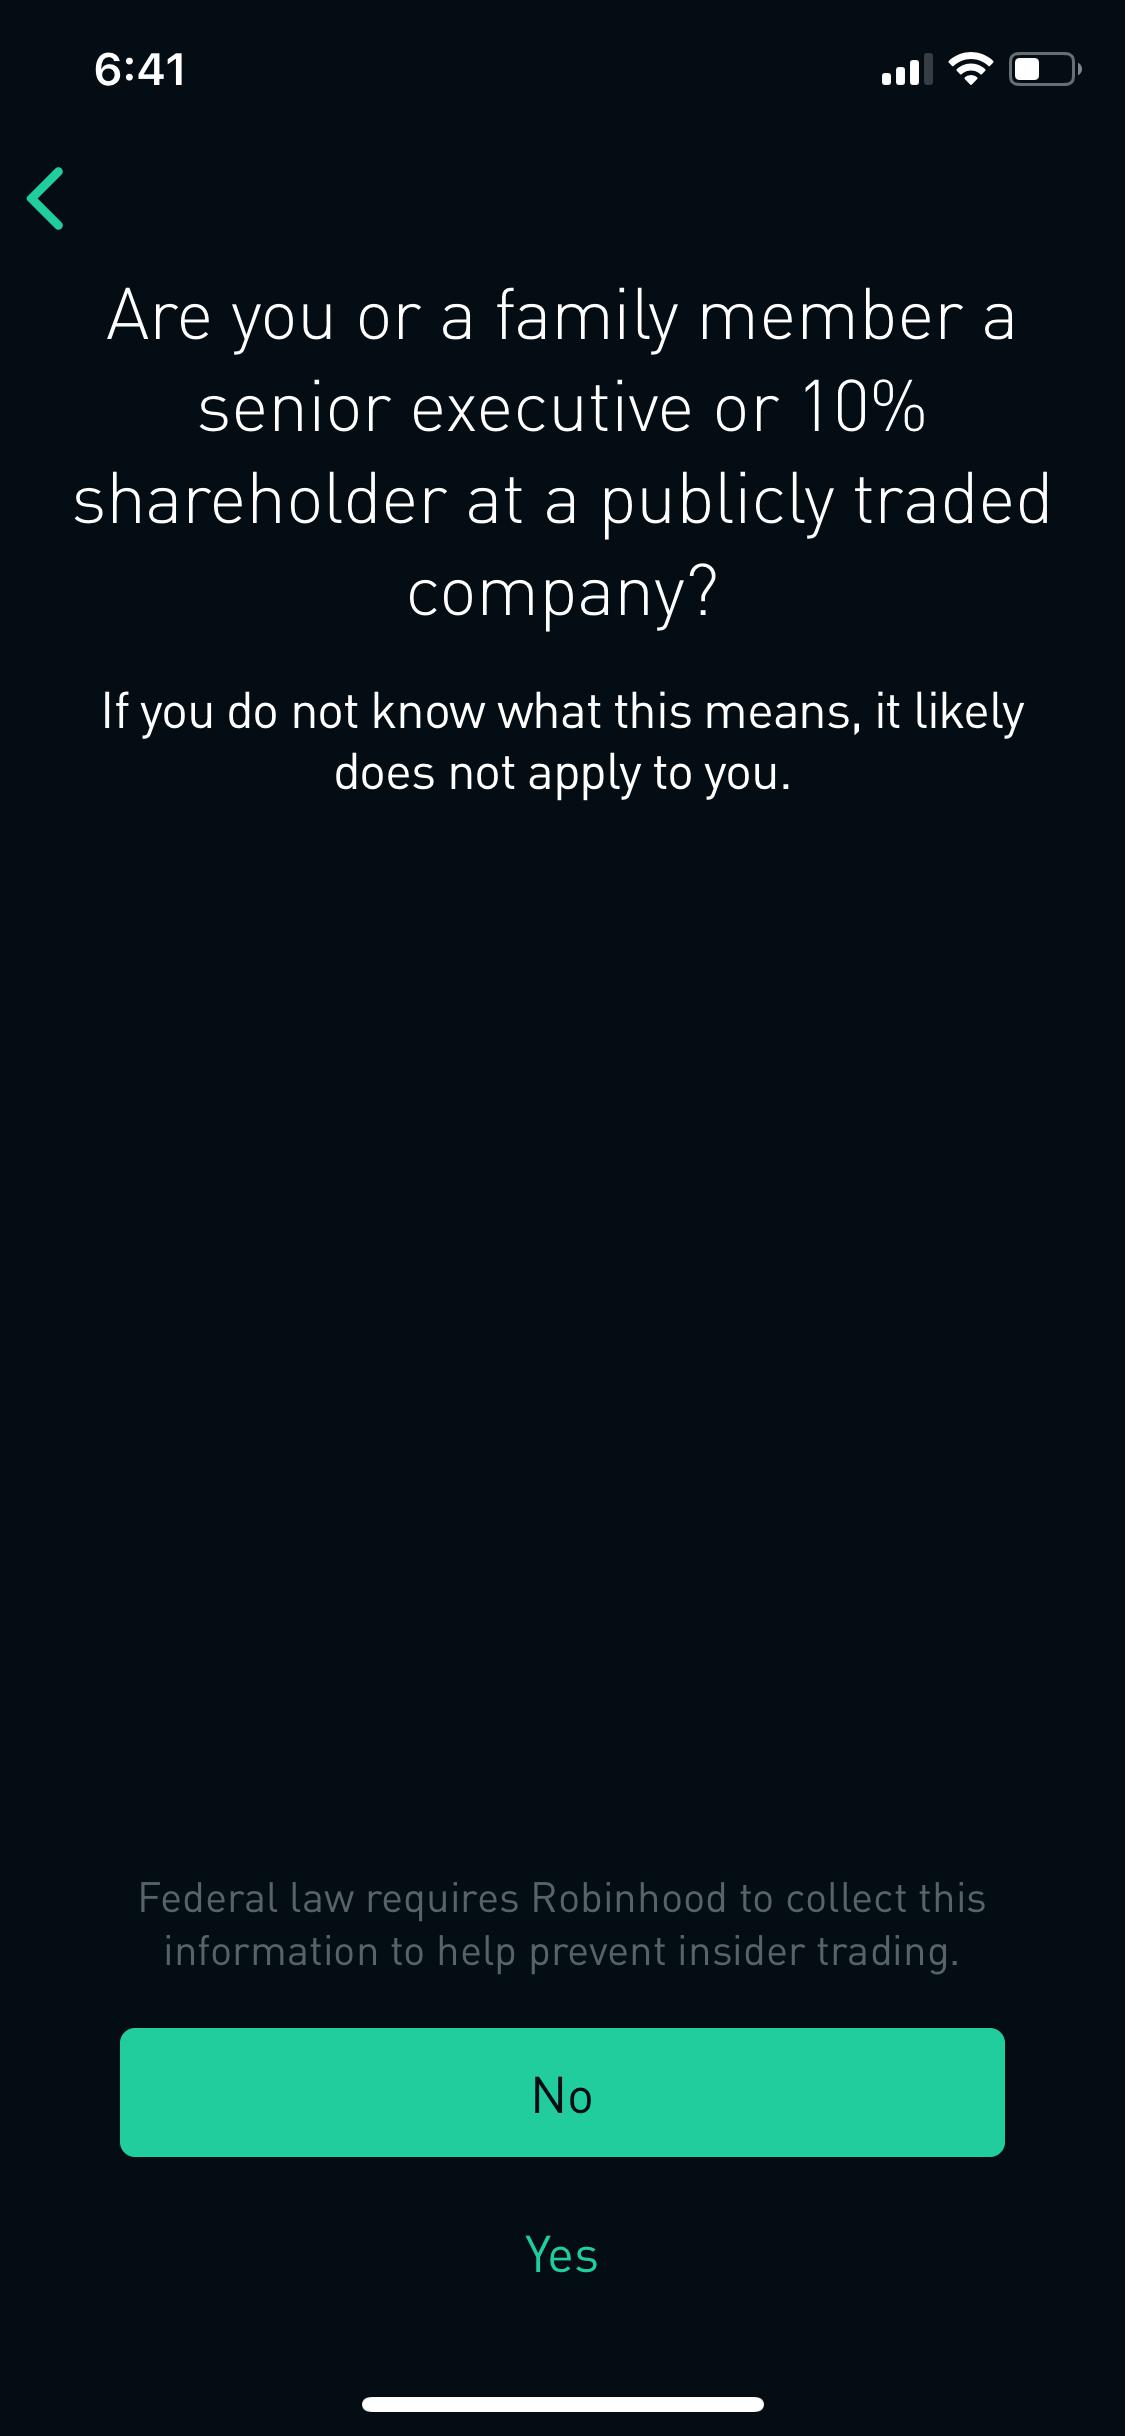 6:41
Are you or a family member a
senior executive or 10%
shareholder at a publicly traded
company?
If you do not know what this means, it likely
does not apply to you.
Federal law requires Robinhood to collect this
information to help prevent insider trading.
No
Yes